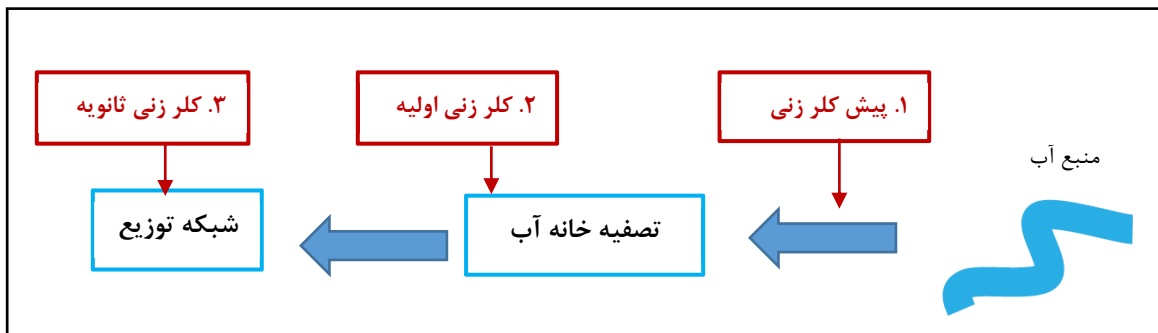 ۱. پیش کلر زنی
۲. کلر زنی اولیه
۳. کلر زنی ثانویه
منبع آب
تصفیه خانه آب
شبکه توزیع